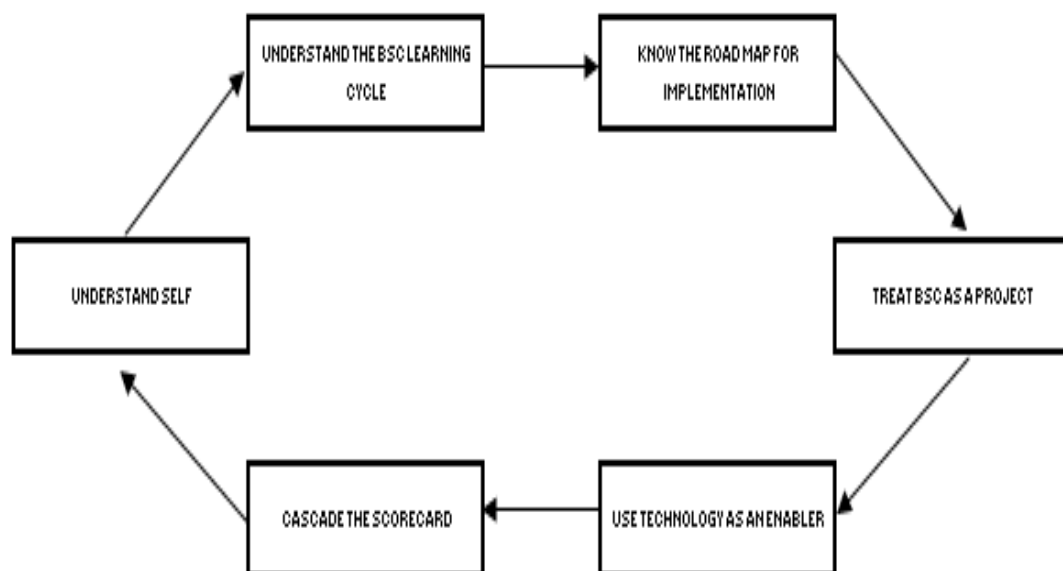 UNDERSTAND THE BSC LEARNING
CYCLE
KNOW THE ROAD MAP FOR
IMPLEMENTATION
UNDERSTAND SELF
TREAT BSC AS A PROJECT
CASCADE THE SCORECARD
USE TECHNOLOGY AS AN ENABLER